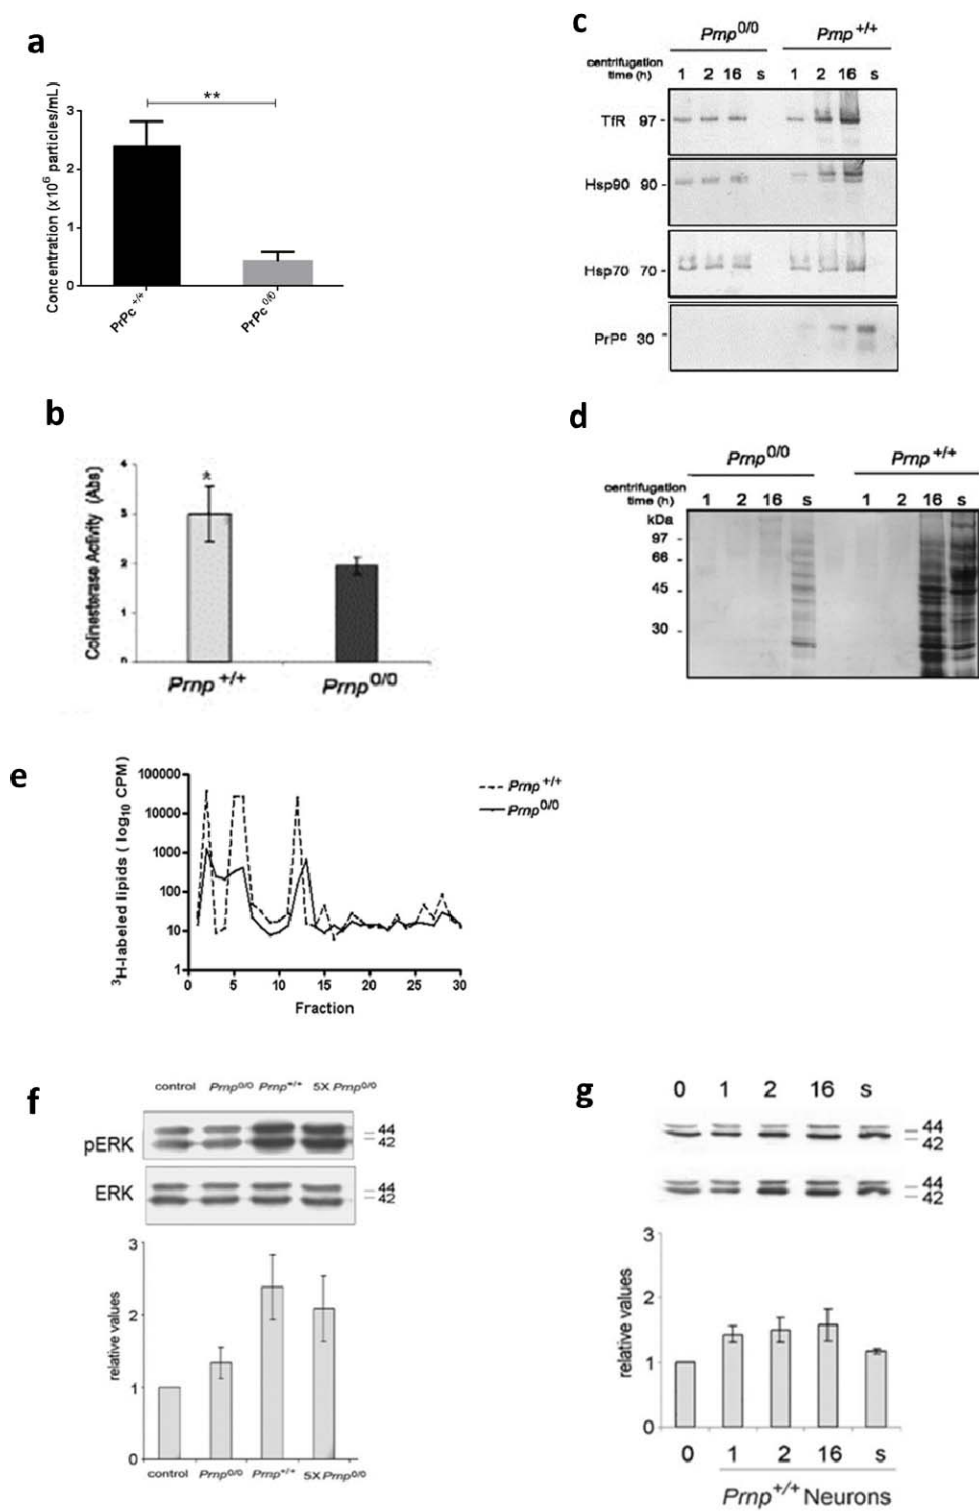 a
**
Concentration (x10⁶ particles/mL)
3
2
1
0
PrPc⁺/⁺
PrPc⁰/⁰
b
Colinesterase Activity (Abs)
4
3
2
1
0
*
Prnp⁺/⁺
Prnp⁰/⁰
c
Prnp⁰/⁰
Prnp⁺/⁺
centrifugation
time (h)
1 2 16 s 1 2 16 s
TfR 97 -
Hsp90 90 -
Hsp70 70 -
PrPᶜ 30 -
d
Prnp⁰/⁰
Prnp⁺/⁺
centrifugation
time (h)
1 2 16 s 1 2 16 s
kDa
97 -
66 -
45 -
30 -
e
³H-labeled lipids ( log₁₀ CPM )
100000
10000
1000
100
10
1
0 5 10 15 20 25 30
Fraction
Prnp⁺/⁺
Prnp⁰/⁰
f
control Prnp⁰/⁰ Prnp⁺/⁺ 5X Prnp⁰/⁰
pERK
44
42
ERK
44
42
relative values
3
2
1
0
control Prnp⁰/⁰ Prnp⁺/⁺ 5X Prnp⁰/⁰
g
0 1 2 16 s
44
42
44
42
relative values
3
2
1
0
0 1 2 16 s
Prnp⁺/⁺ Neurons